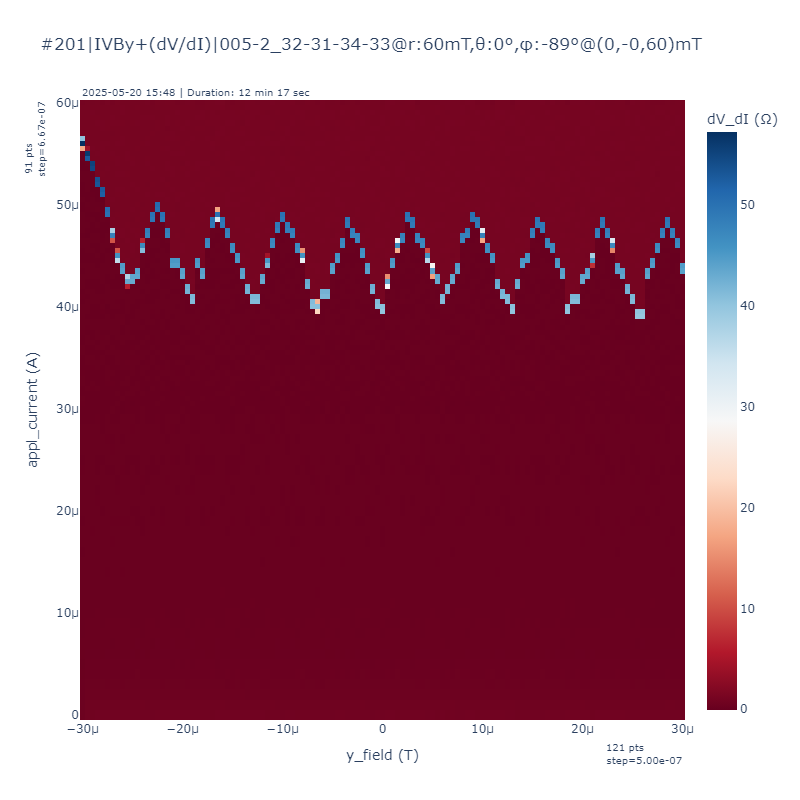 #201|IVBy+(dV/dI)|005-2_32-31-34-33@r:60mT,θ:0°,φ:-89°@(0,-0,60)mT
2025-05-20 15:48 | Duration: 12 min 17 sec
91 pts
step=6.67e-07
60μ
50μ
40μ
30μ
20μ
10μ
0
appl_current (A)
−30μ
−20μ
−10μ
0
10μ
20μ
30μ
y_field (T)
121 pts
step=5.00e-07
dV_dI (Ω)
50
40
30
20
10
0